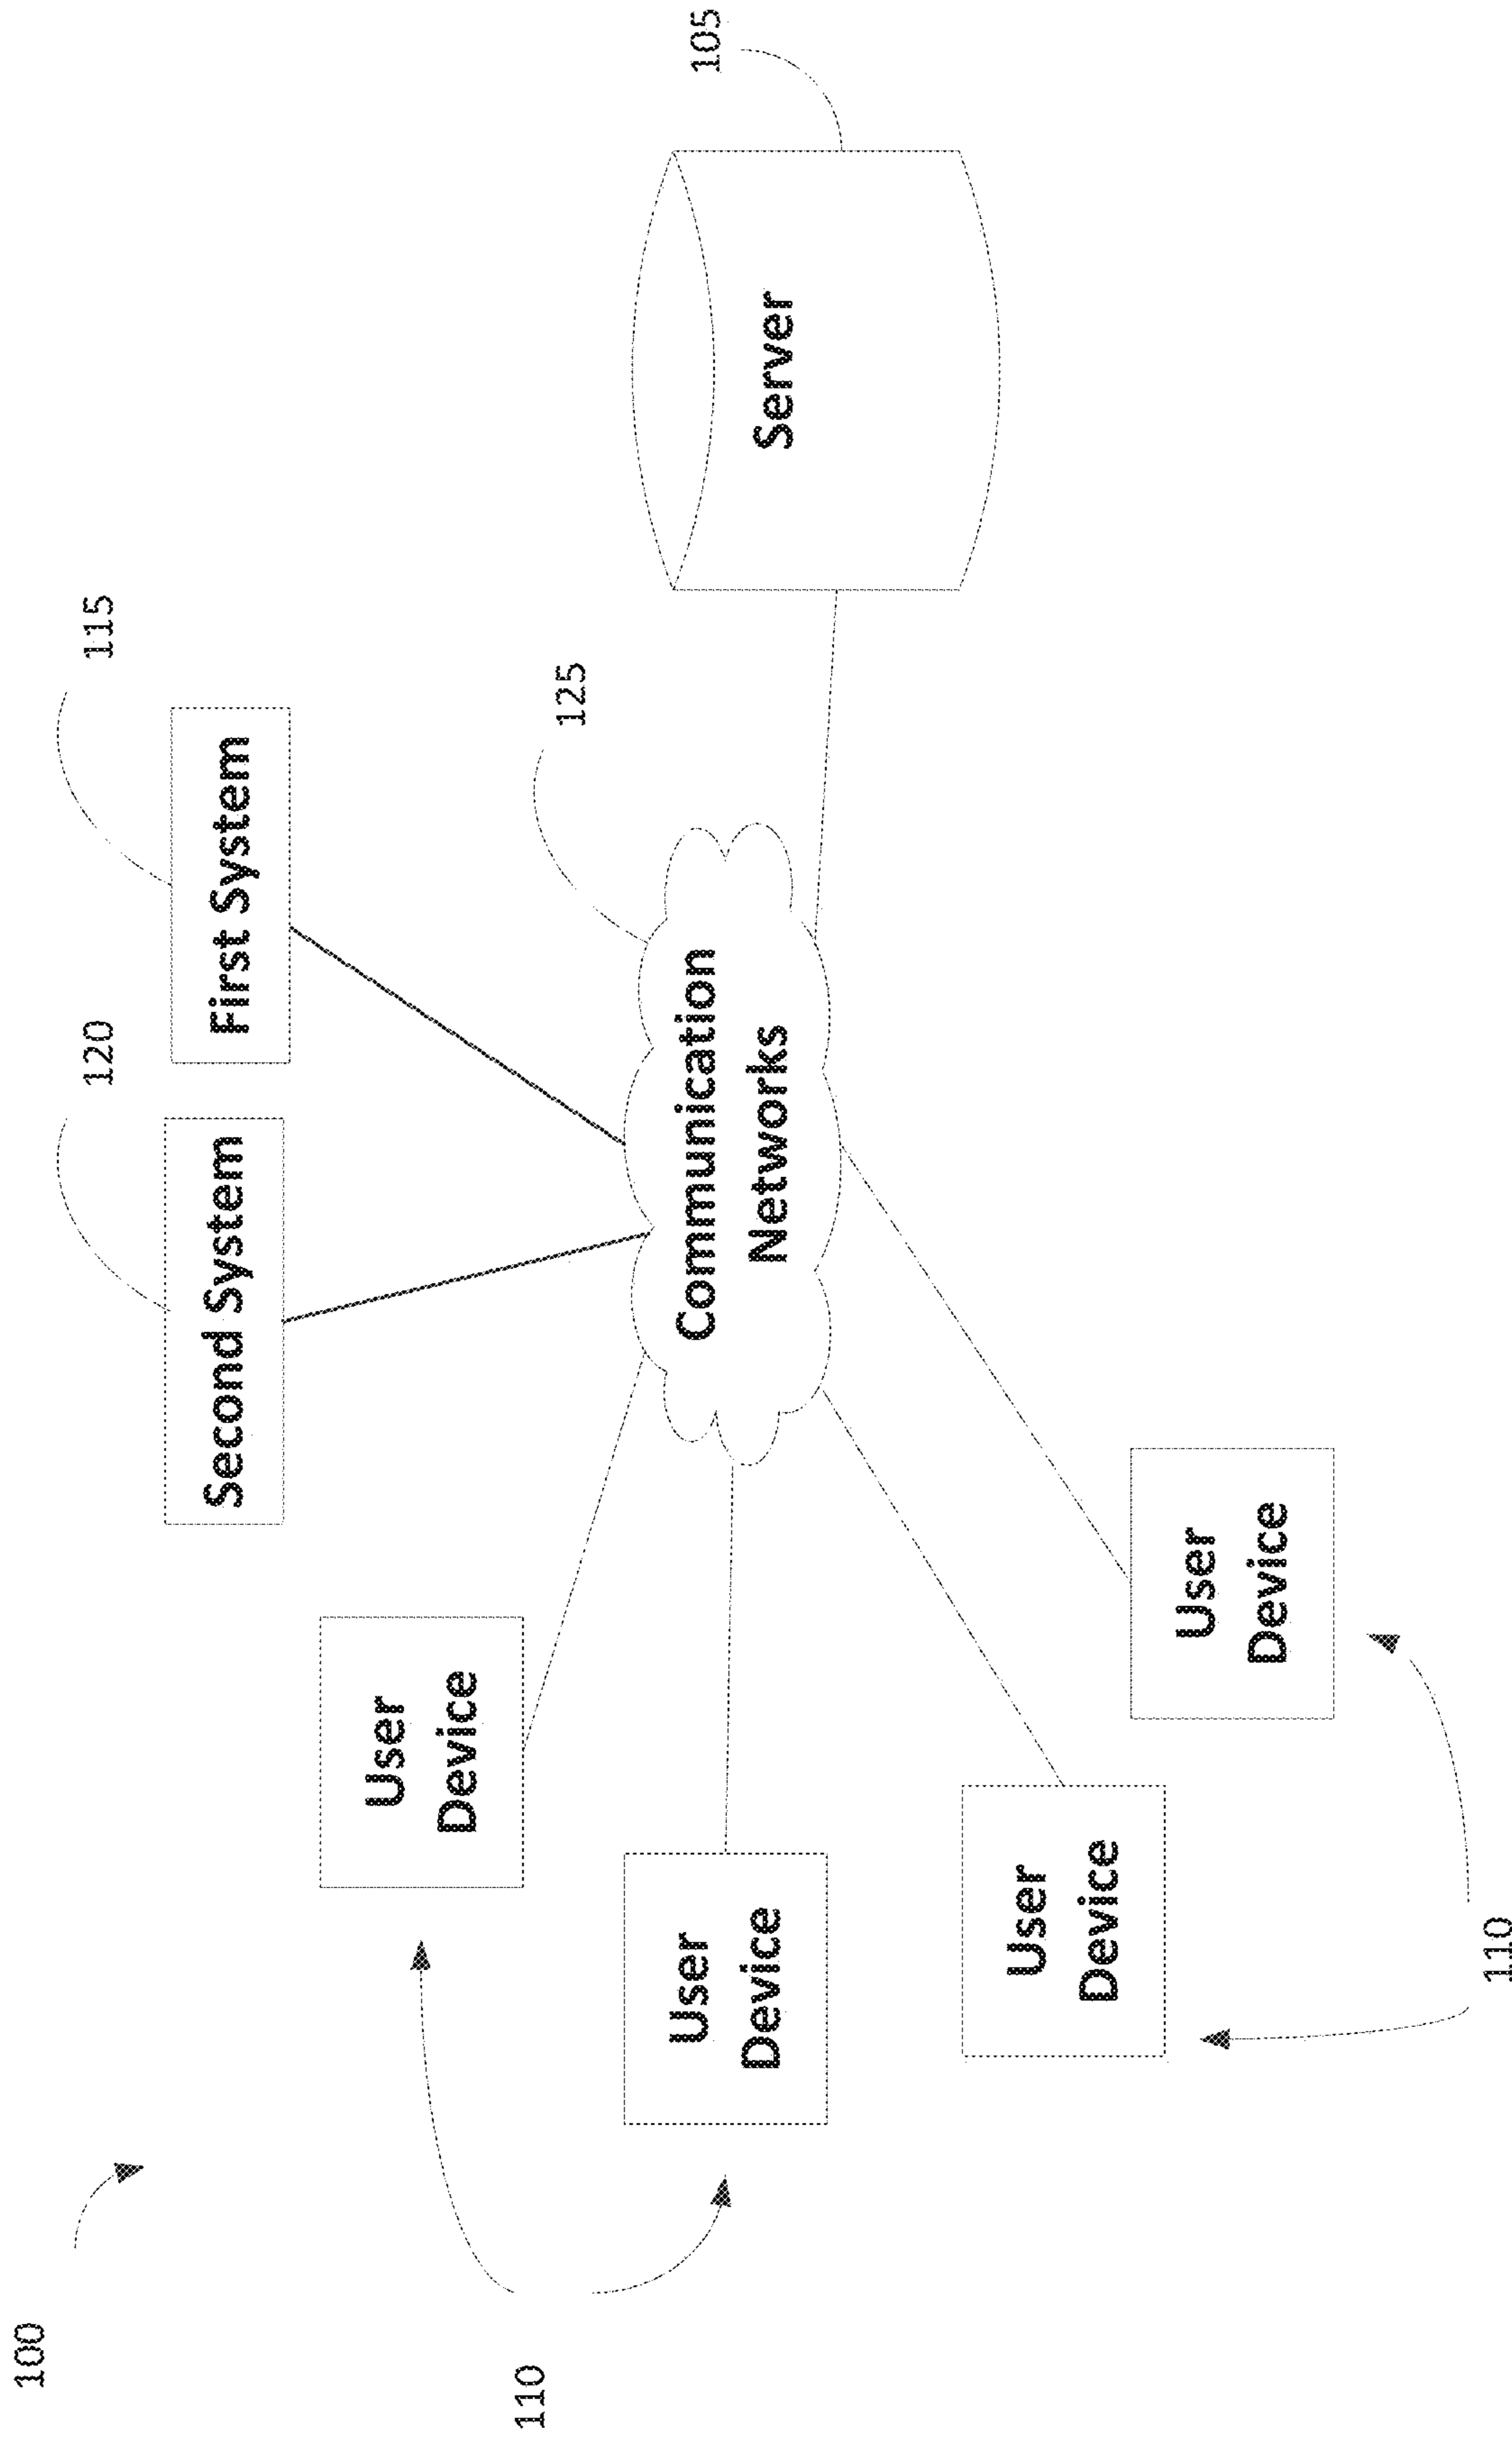 100
120
115
Second System
First System
110
User
Device
125
Communication
Networks
105
Server
User
Device
User
Device
User
Device
110